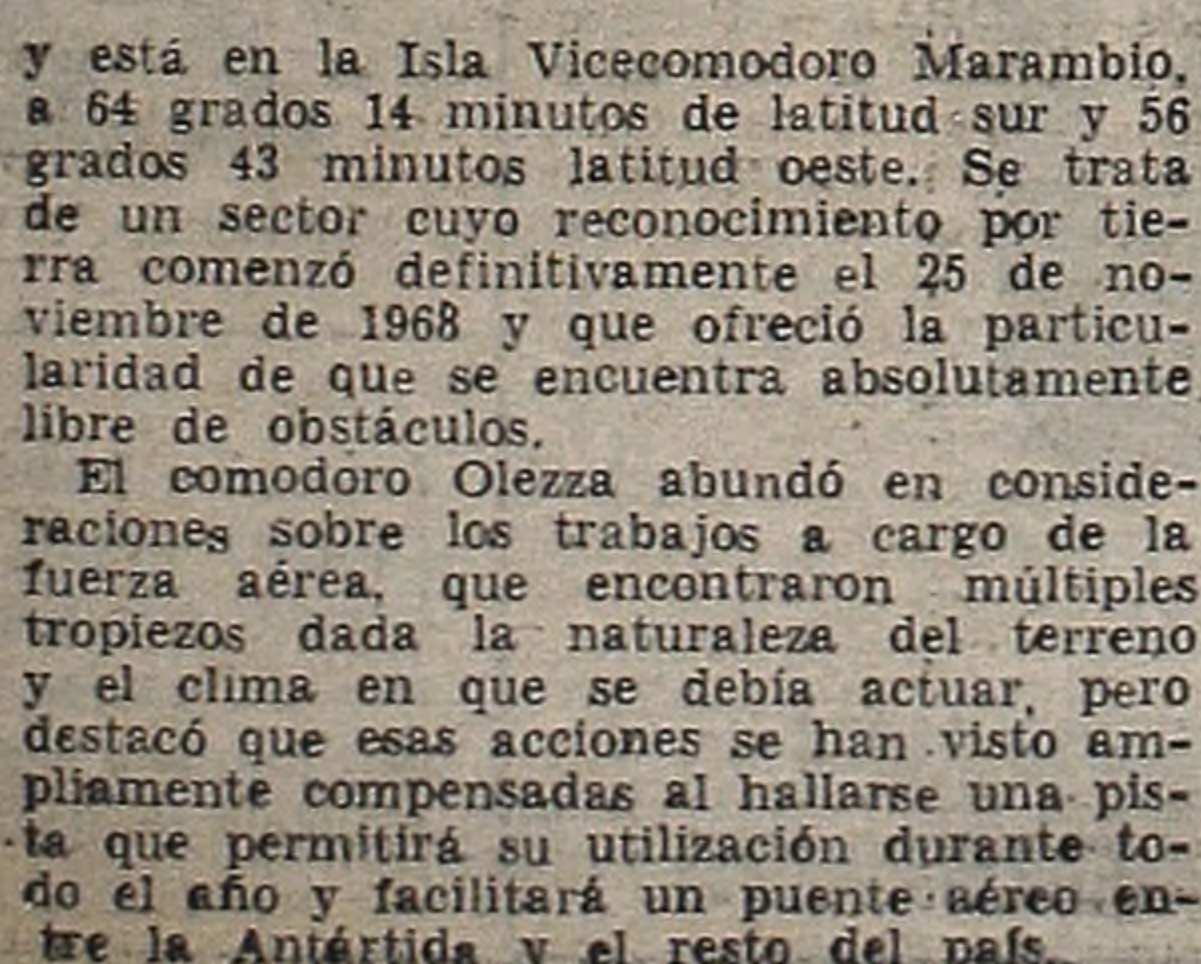 y está en la Isla Vicecomodoro Marambio,
a 64 grados 14 minutos de latitud sur y 56
grados 43 minutos latitud oeste. Se trata
de un sector cuyo reconocimiento por tie-
rra comenzó definitivamente el 25 de no-
viembre de 1968 y que ofreció la particu-
laridad de que se encuentra absolutamente
libre de obstáculos.
El comodoro Olezza abundó en conside-
raciones sobre los trabajos a cargo de la
fuerza aérea, que encontraron múltiples
tropiezos dada la naturaleza del terreno
y el clima en que se debía actuar, pero
destacó que esas acciones se han visto am-
pliamente compensadas al hallarse una pis-
ta que permitirá su utilización durante to-
do el año y facilitará un puente aéreo en-
tre la Antártida y el resto del país.